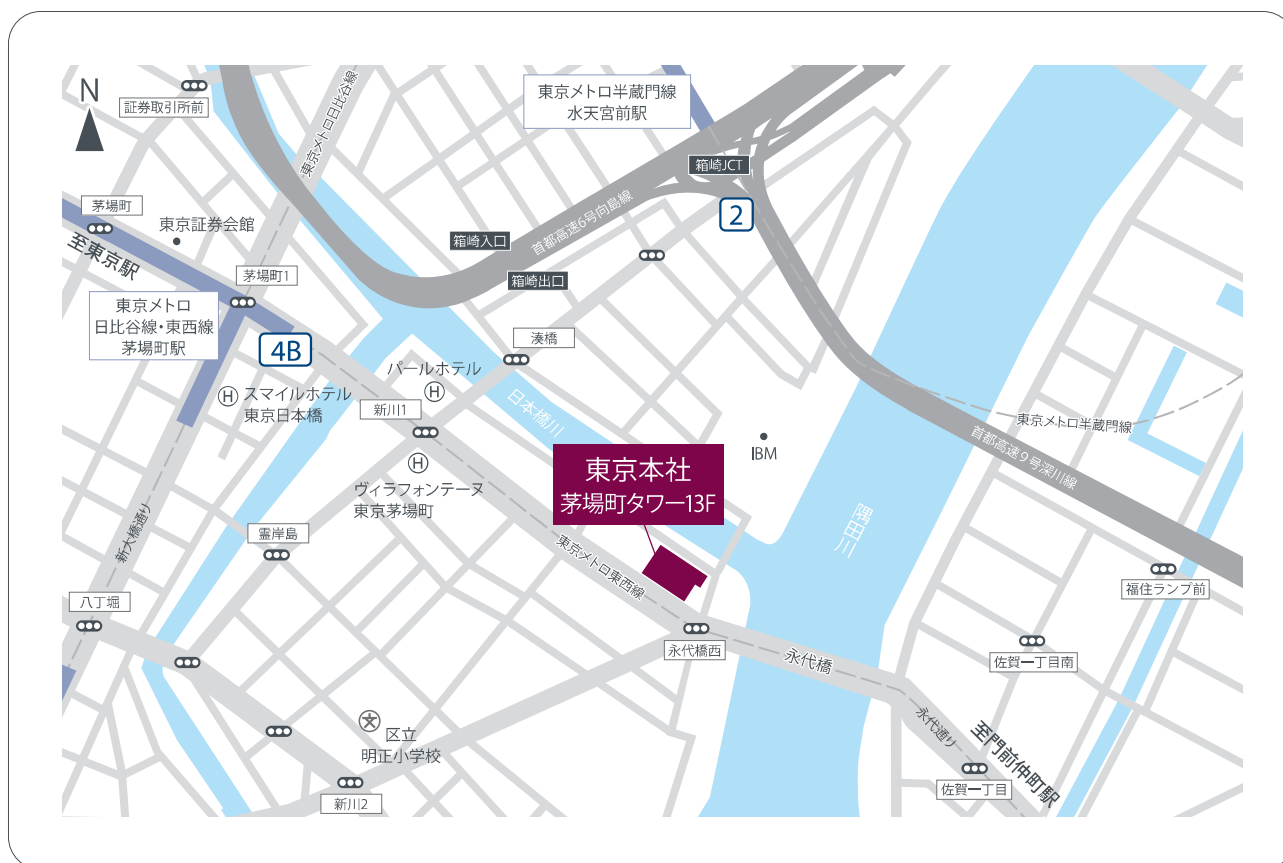 N
証券取引所前
東京メトロ日比谷線
東京メトロ半蔵門線
水天宮前駅
箱崎JCT
2
茅場町
東京証券会館
至東京駅
箱崎入口
首都高速6号向島線
箱崎出口
茅場町1
東京メトロ
日比谷線・東西線
茅場町駅
4B
湊橋
パールホテル
H
H
スマイルホテル
東京日本橋
新川1
日本橋川
東京メトロ半蔵門線
首都高速9号深川線
IBM
H
ヴィラフォンテーヌ
東京茅場町
東京本社
茅場町タワー13F
隅田川
新大橋通り
霊岸島
東京メトロ東西線
福住ランプ前
八丁堀
永代橋西
永代橋
佐賀一丁目南
文
区立
明正小学校
永代通り
至門前仲町駅
佐賀一丁目
新川2